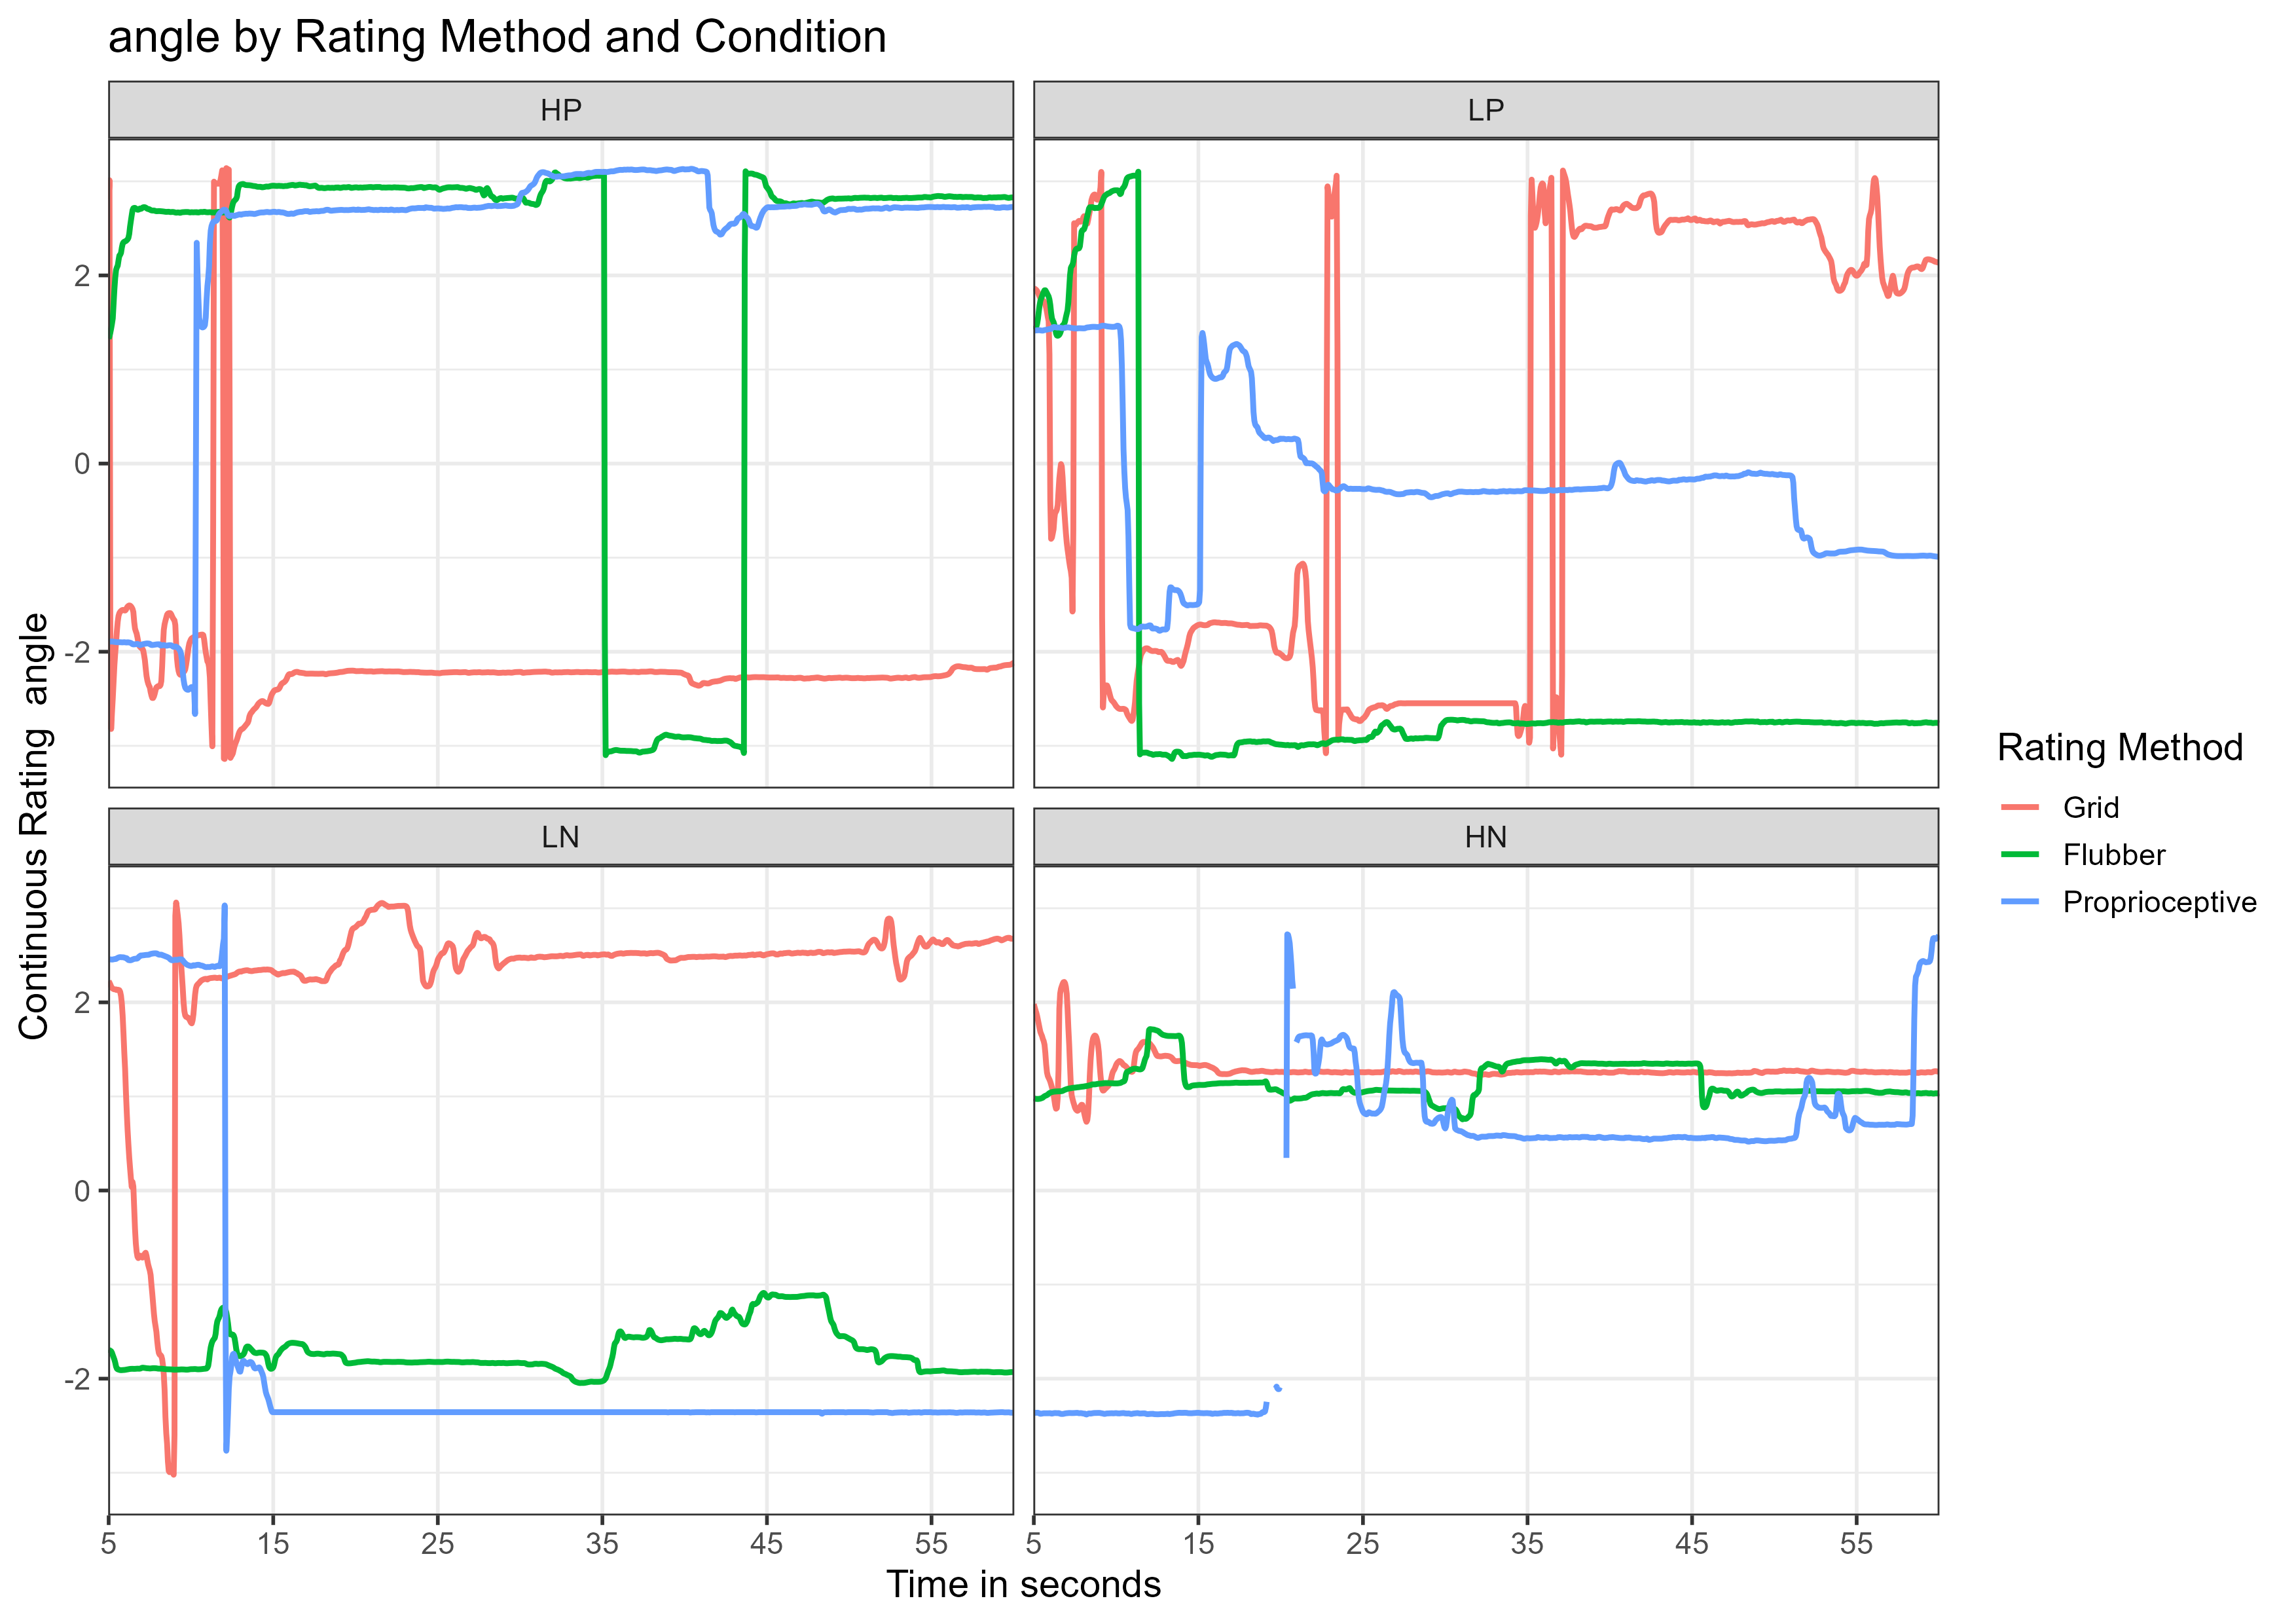 angle by Rating Method and Condition
HP
LP
2
0
-2
LN
HN
2
0
-2
5
15
25
35
45
55
5
15
25
35
45
55
Time in seconds
Continuous Rating  angle
Rating Method
Grid
Flubber
Proprioceptive